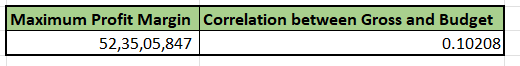 Maximum Profit Margin Correlation between Gross and Budget
52,35,05,847 0.10208